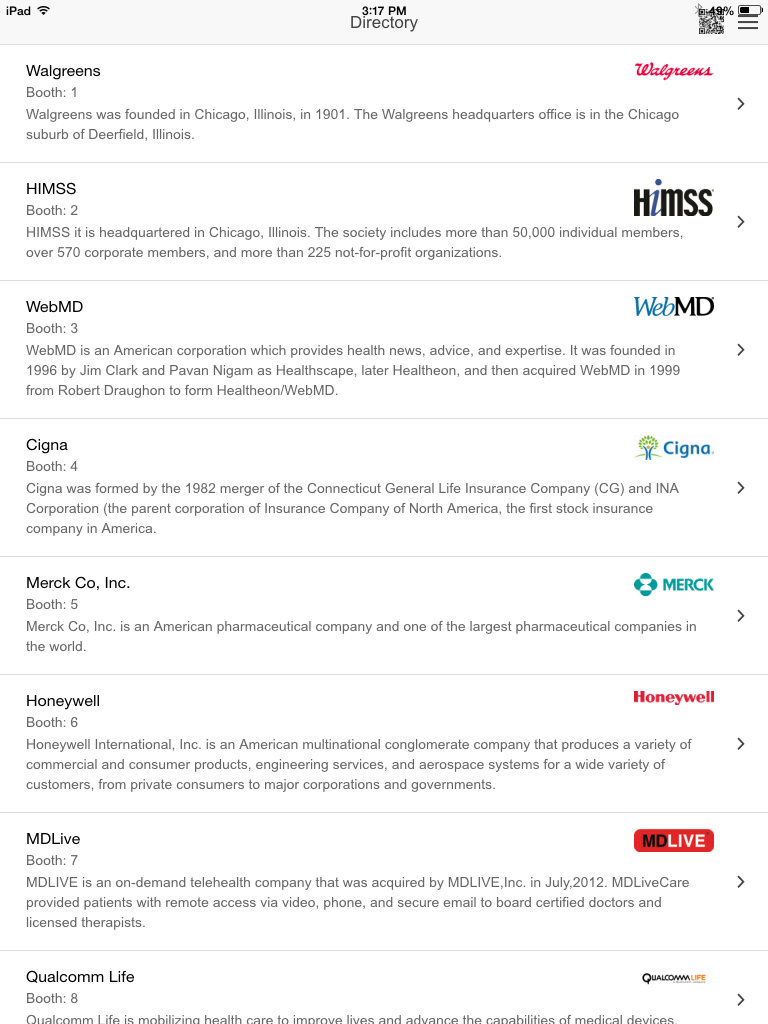 iPad 3:17 PM 49%
Directory
Walgreens Walgreens
Booth: 1
Walgreens was founded in Chicago, Illinois, in 1901. The Walgreens headquarters office is in the Chicago
suburb of Deerfield, Illinois.
HIMSS HIMSS
Booth: 2
HIMSS it is headquartered in Chicago, Illinois. The society includes more than 50,000 individual members,
over 570 corporate members, and more than 225 not-for-profit organizations.
WebMD WebMD
Booth: 3
WebMD is an American corporation which provides health news, advice, and expertise. It was founded in
1996 by Jim Clark and Pavan Nigam as Healthscape, later Healtheon, and then acquired WebMD in 1999
from Robert Draughon to form Healtheon/WebMD.
Cigna Cigna.
Booth: 4
Cigna was formed by the 1982 merger of the Connecticut General Life Insurance Company (CG) and INA
Corporation (the parent corporation of Insurance Company of North America, the first stock insurance
company in America.
Merck Co, Inc. MERCK
Booth: 5
Merck Co, Inc. is an American pharmaceutical company and one of the largest pharmaceutical companies in
the world.
Honeywell Honeywell
Booth: 6
Honeywell International, Inc. is an American multinational conglomerate company that produces a variety of
commercial and consumer products, engineering services, and aerospace systems for a wide variety of
customers, from private consumers to major corporations and governments.
MDLive MDLIVE
Booth: 7
MDLIVE is an on-demand telehealth company that was acquired by MDLIVE,Inc. in July,2012. MDLiveCare
provided patients with remote access via video, phone, and secure email to board certified doctors and
licensed therapists.
Qualcomm Life QUALCOMM LIFE
Booth: 8
Qualcomm Life is mobilizing health care to improve lives and advance the capabilities of medical devices.